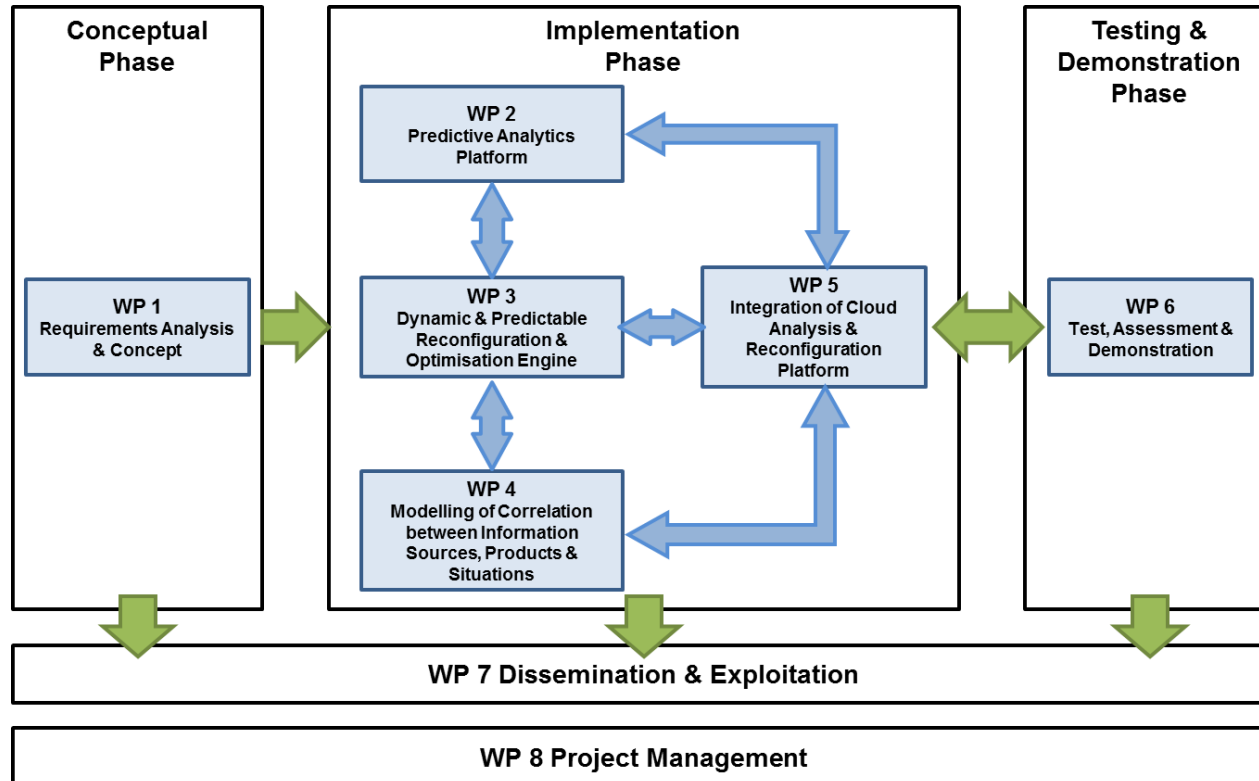 Conceptual
Phase
Implementation
Phase
Testing &
Demonstration
Phase
WP 1
Requirements Analysis
& Concept
WP 2
Predictive Analytics
Platform
WP 3
Dynamic & Predictable
Reconfiguration &
Optimisation Engine
WP 4
Modelling of Correlation
between Information
Sources, Products &
Situations
WP 5
Integration of Cloud
Analysis &
Reconfiguration
Platform
WP 6
Test, Assessment &
Demonstration
WP 7 Dissemination & Exploitation
WP 8 Project Management